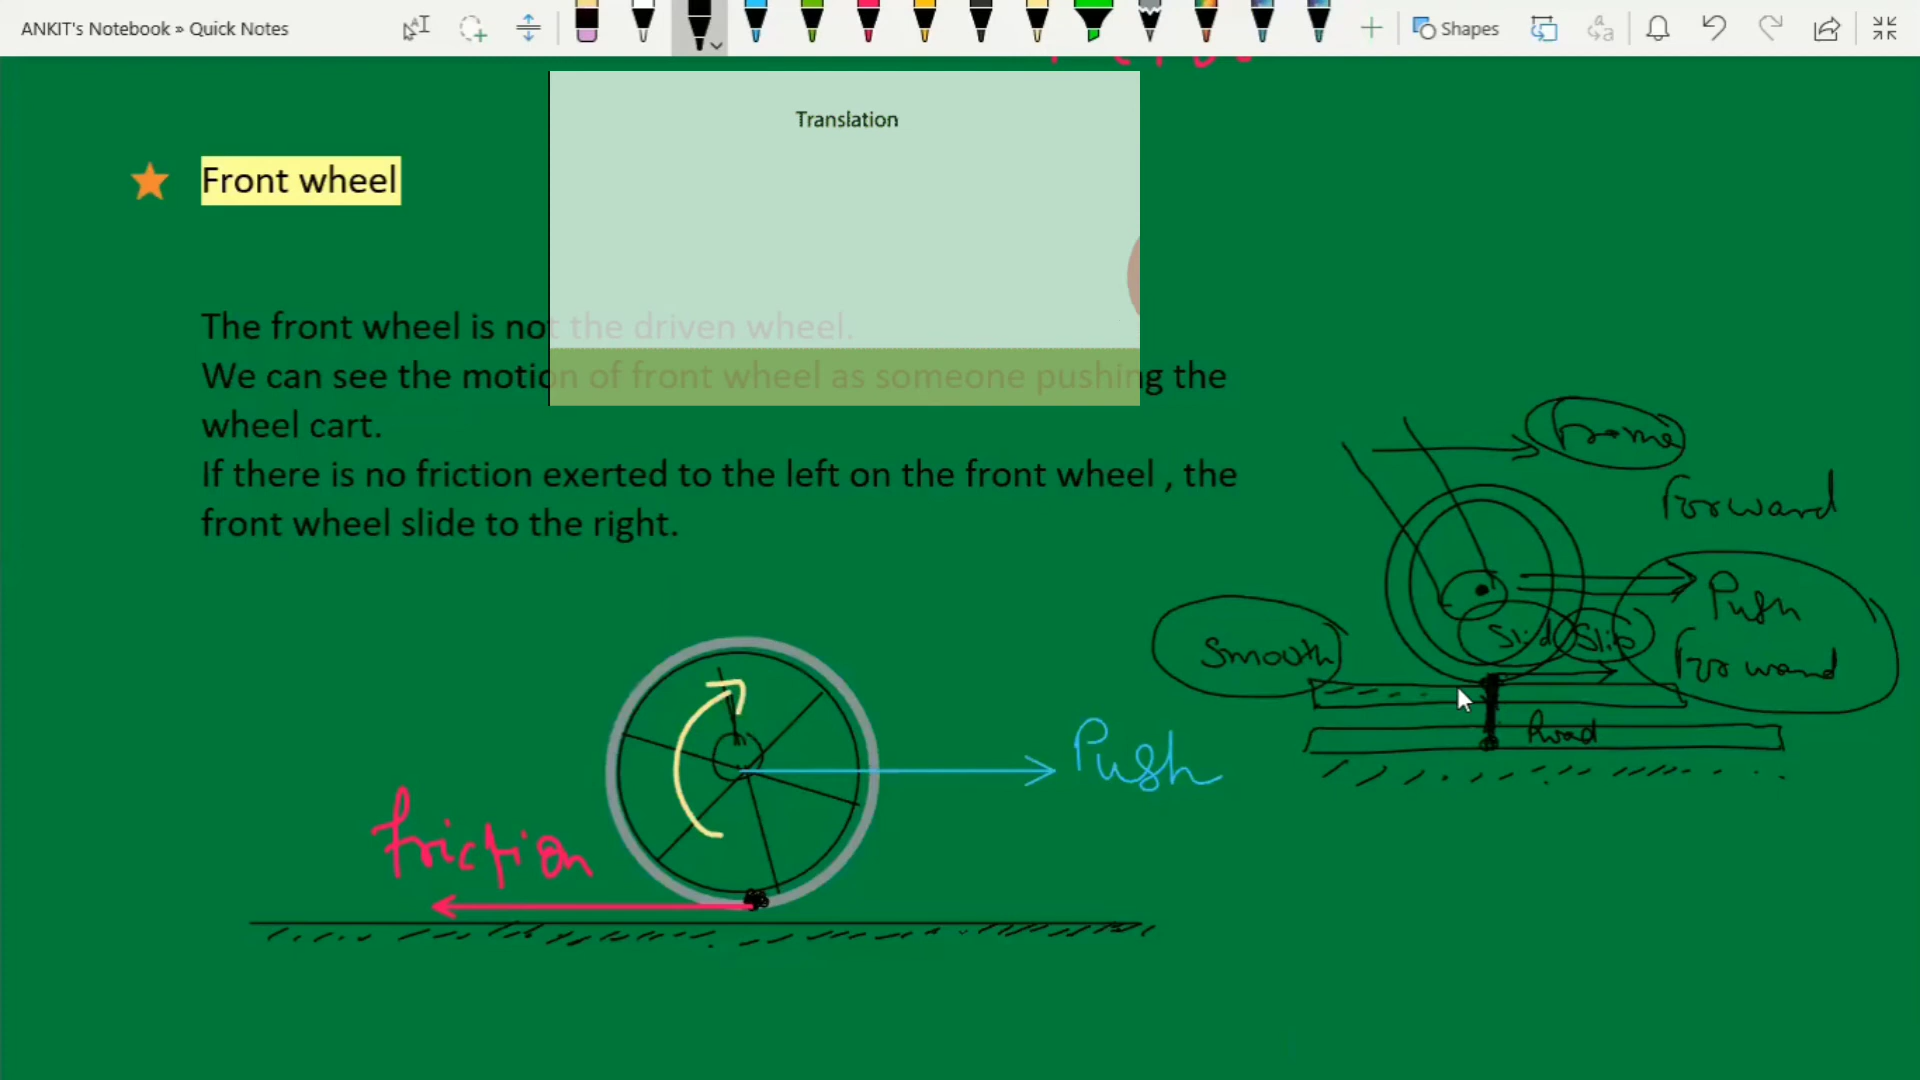 ANKIT's Notebook » Quick Notes
Shapes
Translation
Front wheel
The front wheel is not the driven wheel.
We can see the motion of front wheel as someone pushing the
wheel cart.
If there is no friction exerted to the left on the front wheel , the
front wheel slide to the right.
Frame
Forward
Push
Forward
Slid Slip
Smooth
Road
Push
friction